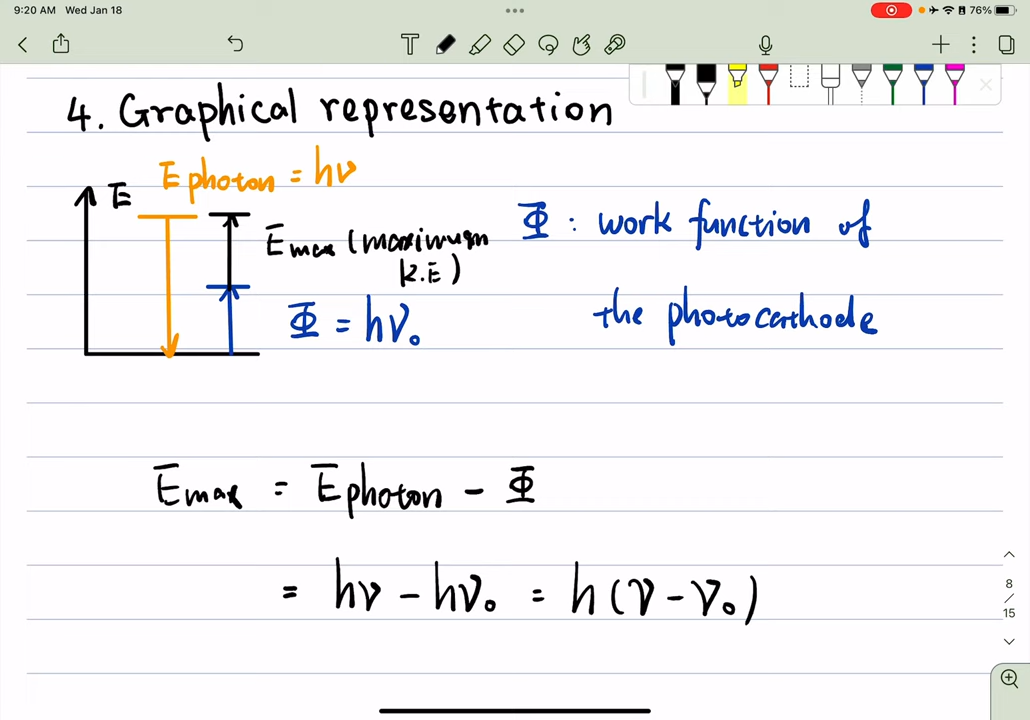 9:20 AM Wed Jan 18
76%
T
4. Graphical representation
E photon = hν
E
Emax (maximum
K.E)
Φ = hν₀
Φ : work function of
the photocathode
Emax = Ephoton - Φ
= hν - hν₀ = h(ν - ν₀)
8
/
15